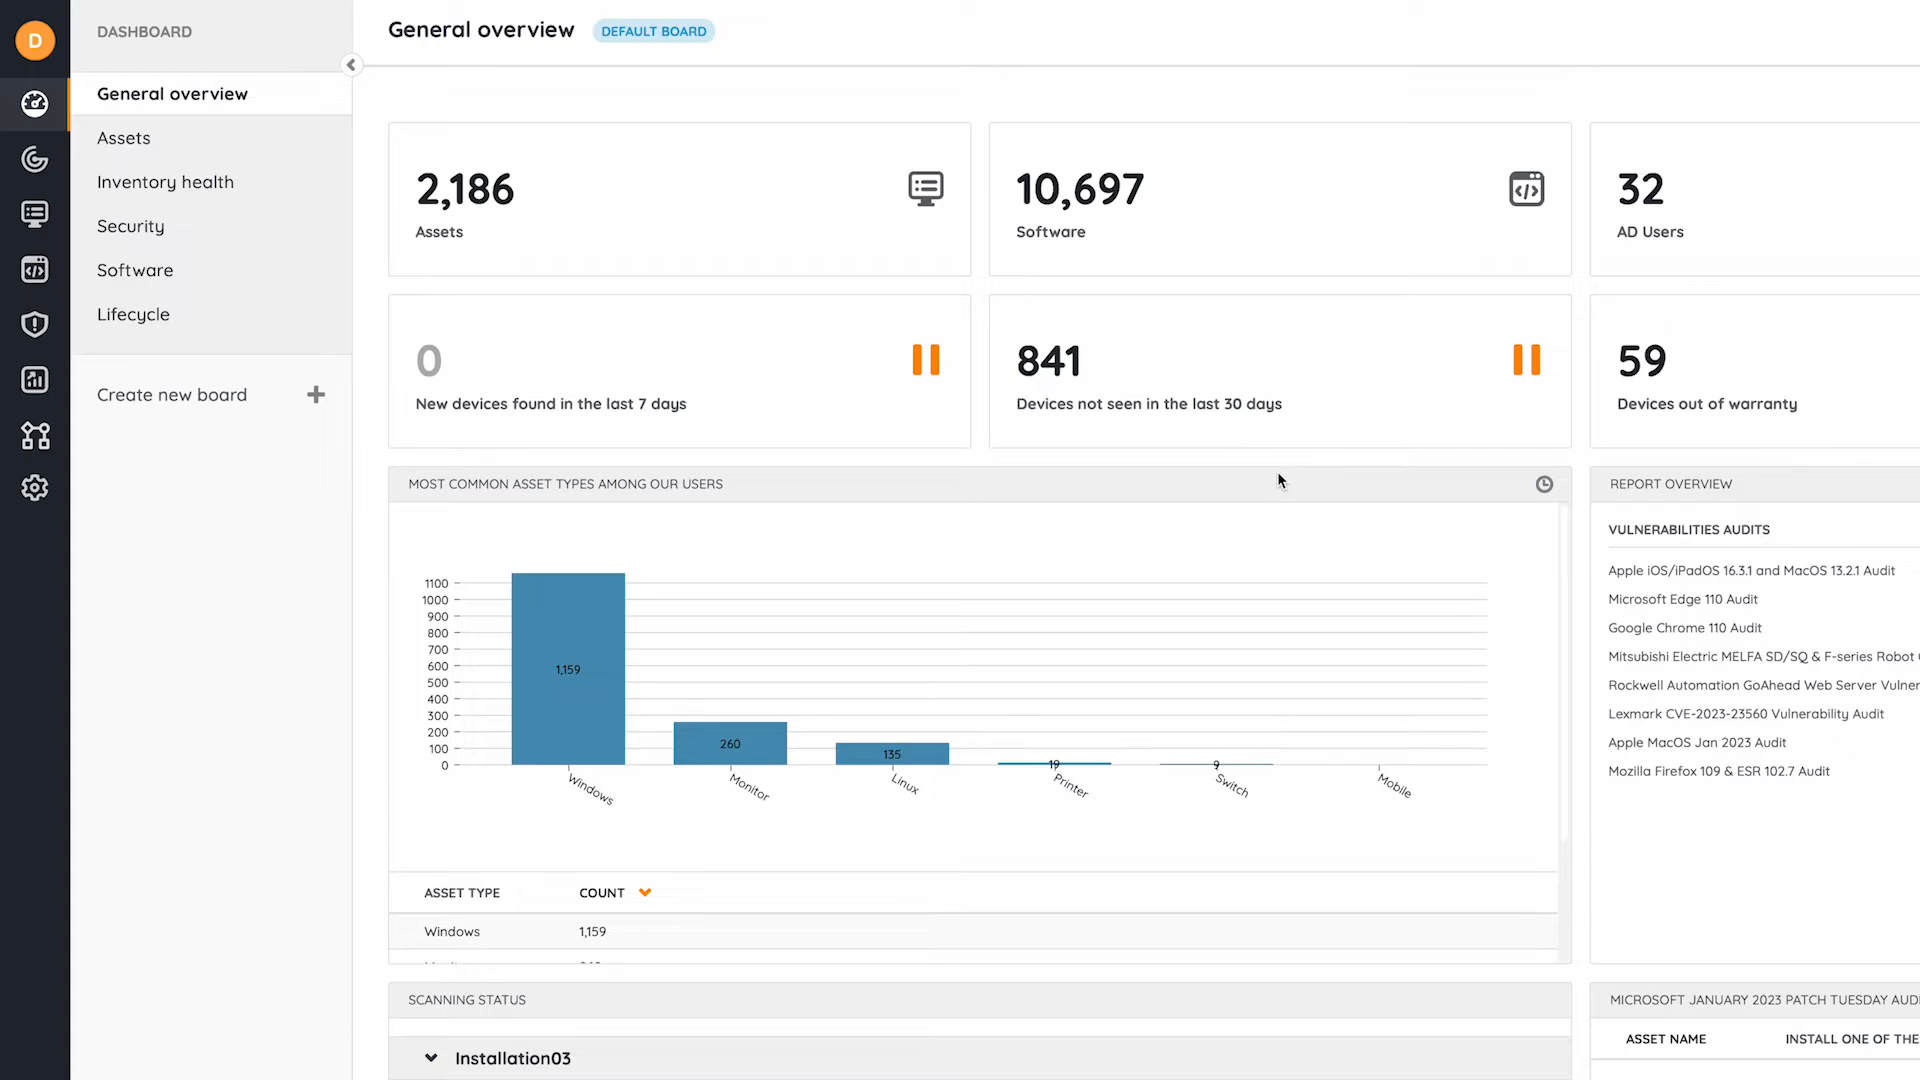 D
DASHBOARD
General overview
Assets
Inventory health
Security
Software
Lifecycle
Create new board
General overview
DEFAULT BOARD
2,186
Assets
10,697
Software
32
AD Users
0
New devices found in the last 7 days
841
Devices not seen in the last 30 days
59
Devices out of warranty
MOST COMMON ASSET TYPES AMONG OUR USERS
1100
1000
900
800
700
600
500
400
300
200
100
0
1,159
260
135
19
9
Windows
Monitor
Linux
Printer
Switch
Mobile
ASSET TYPE COUNT
Windows 1,159
REPORT OVERVIEW
VULNERABILITIES AUDITS
Apple iOS/iPadOS 16.3.1 and MacOS 13.2.1 Audit
Microsoft Edge 110 Audit
Google Chrome 110 Audit
Mitsubishi Electric MELFA SD/SQ & F-series Robot
Rockwell Automation GoAhead Web Server Vulner
Lexmark CVE-2023-23560 Vulnerability Audit
Apple MacOS Jan 2023 Audit
Mozilla Firefox 109 & ESR 102.7 Audit
SCANNING STATUS
Installation03
MICROSOFT JANUARY 2023 PATCH TUESDAY AUD
ASSET NAME INSTALL ONE OF THE